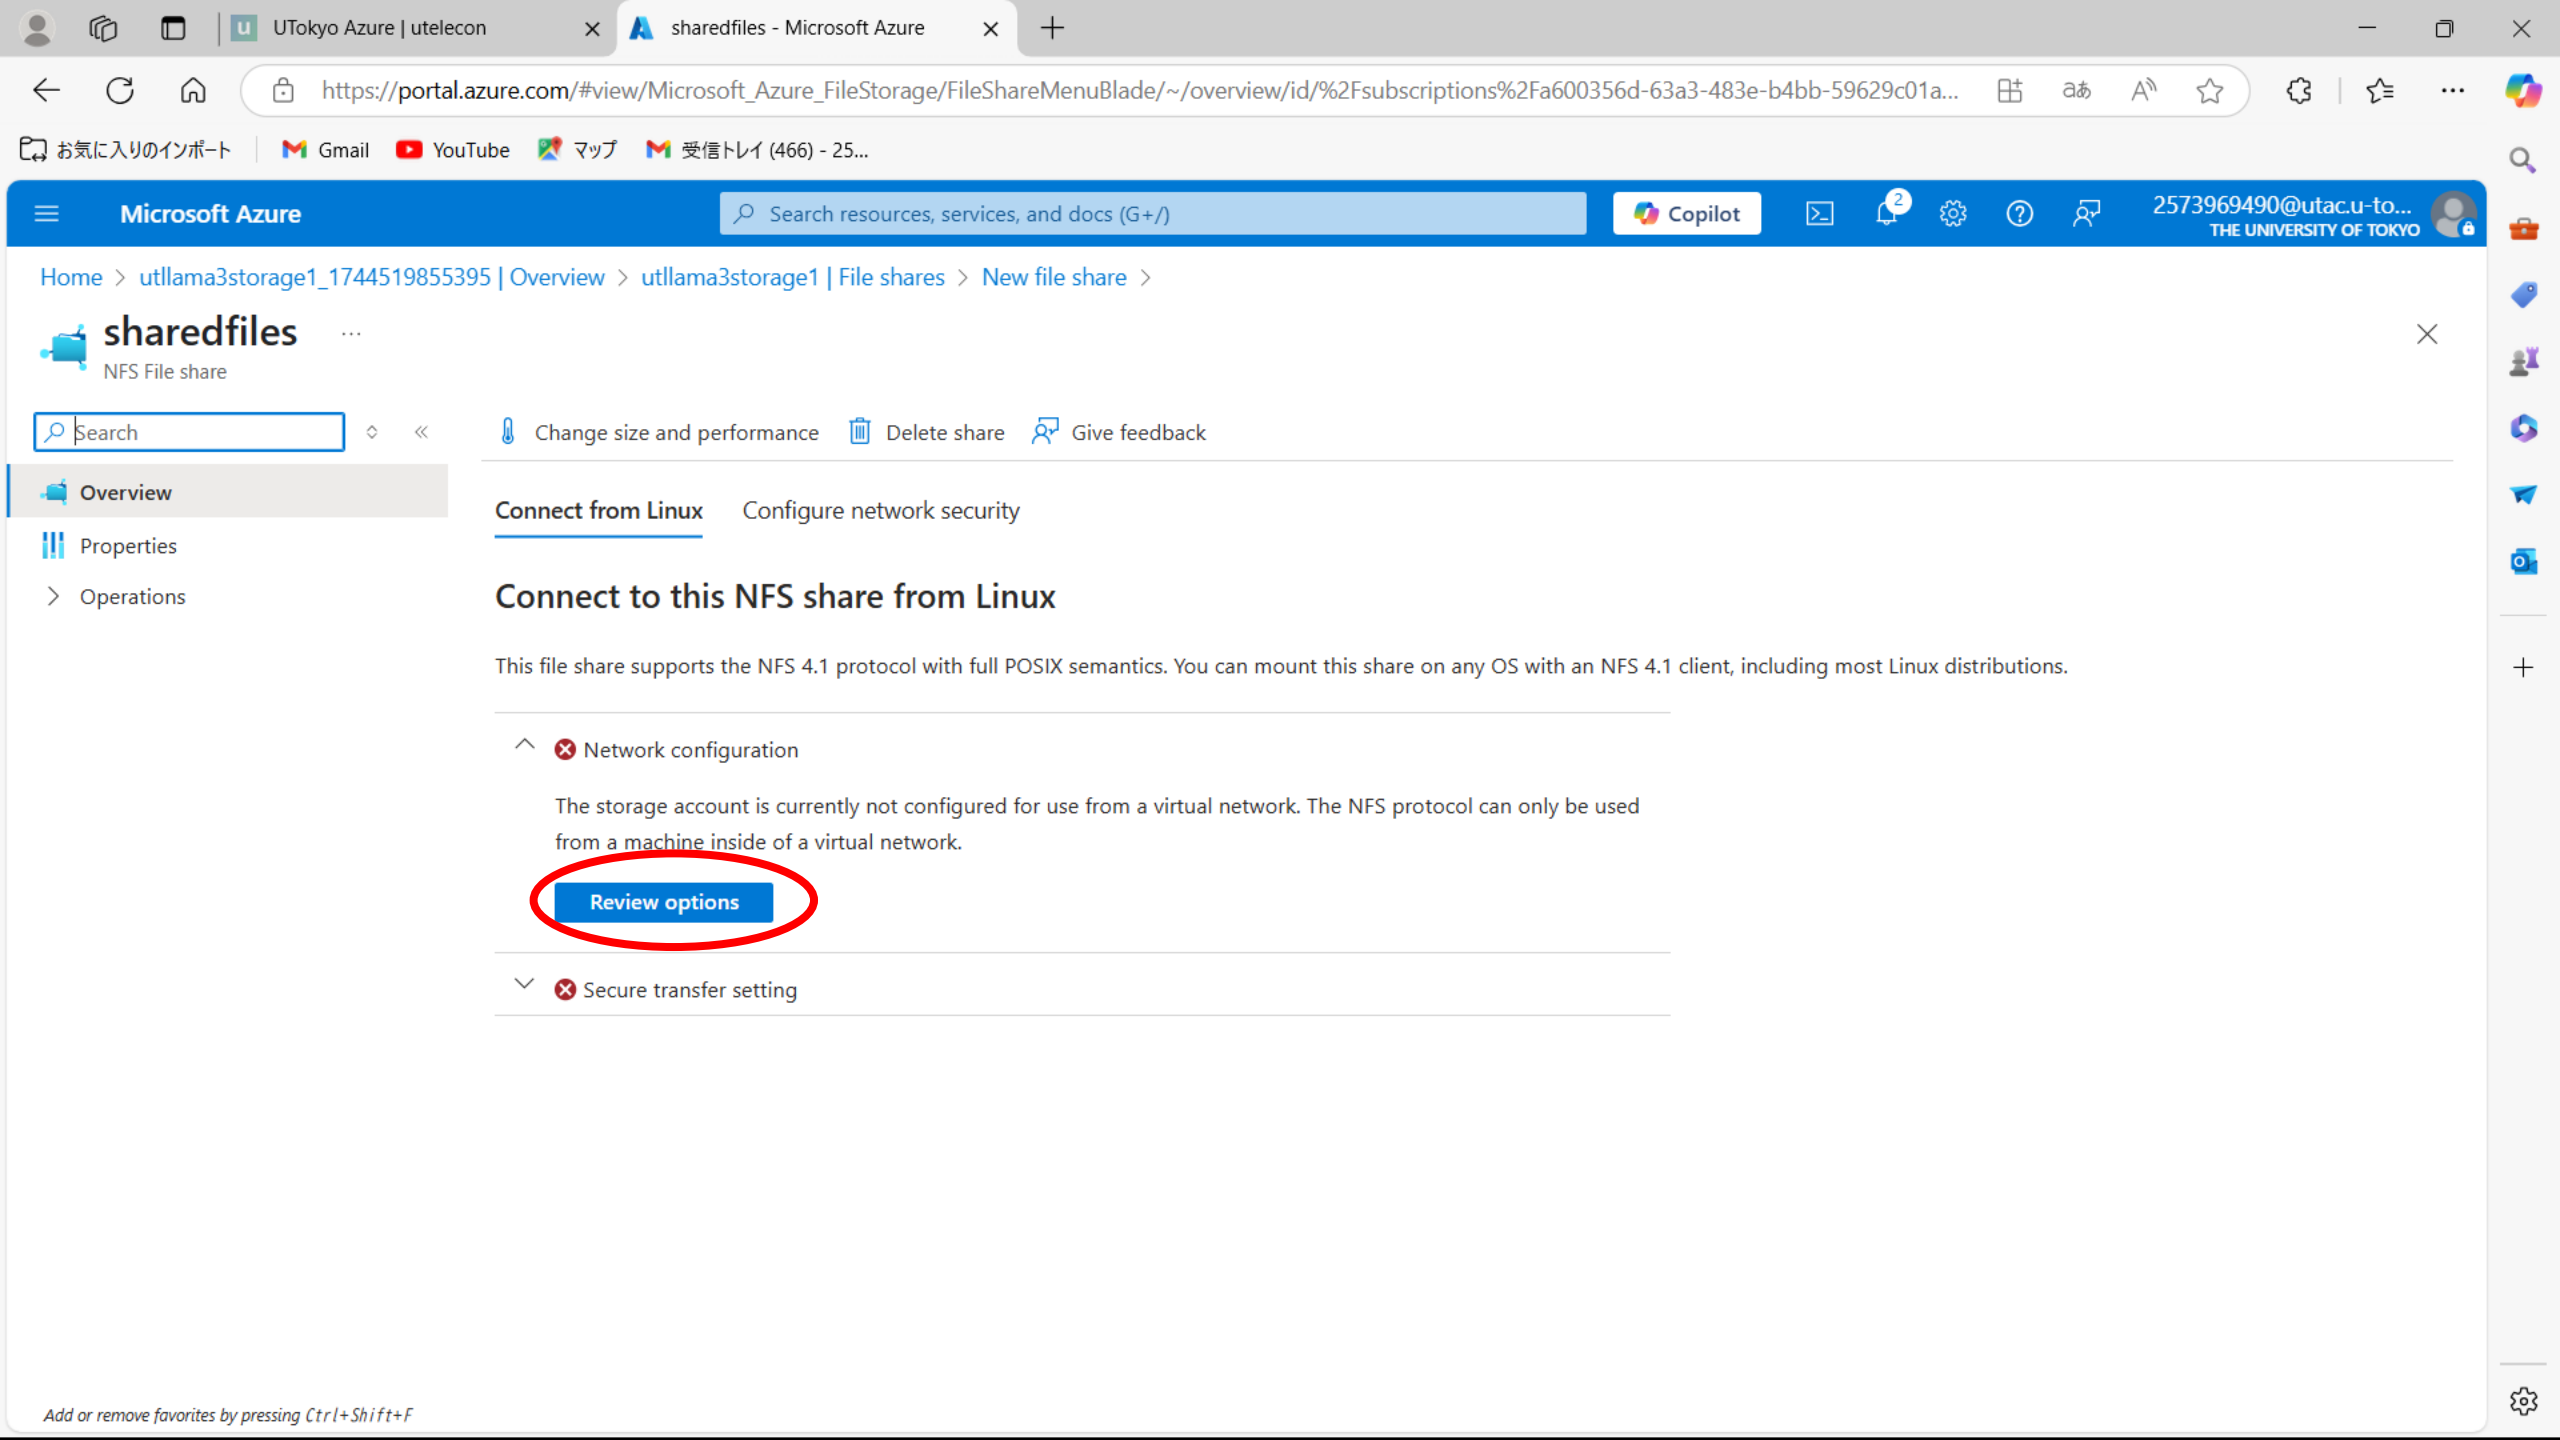 UTokyo Azure | utelecon
sharedfiles - Microsoft Azure
https://portal.azure.com/#view/Microsoft_Azure_FileStorage/FileShareMenuBlade/~/overview/id/%2Fsubscriptions%2Fa600356d-63a3-483e-b4bb-59629c01a...
お気に入りのインポート
Gmail
YouTube
マップ
受信トレイ (466) - 25...
Microsoft Azure
Search resources, services, and docs (G+/)
Copilot
2
2573969490@utac.u-to...
THE UNIVERSITY OF TOKYO
Home > utllama3storage1_1744519855395 | Overview > utllama3storage1 | File shares > New file share >
sharedfiles ...
NFS File share
Search
Change size and performance
Delete share
Give feedback
Overview
Properties
Operations
Connect from Linux
Configure network security
Connect to this NFS share from Linux
This file share supports the NFS 4.1 protocol with full POSIX semantics. You can mount this share on any OS with an NFS 4.1 client, including most Linux distributions.
Network configuration
The storage account is currently not configured for use from a virtual network. The NFS protocol can only be used
from a machine inside of a virtual network.
Review options
Secure transfer setting
Add or remove favorites by pressing Ctrl+Shift+F